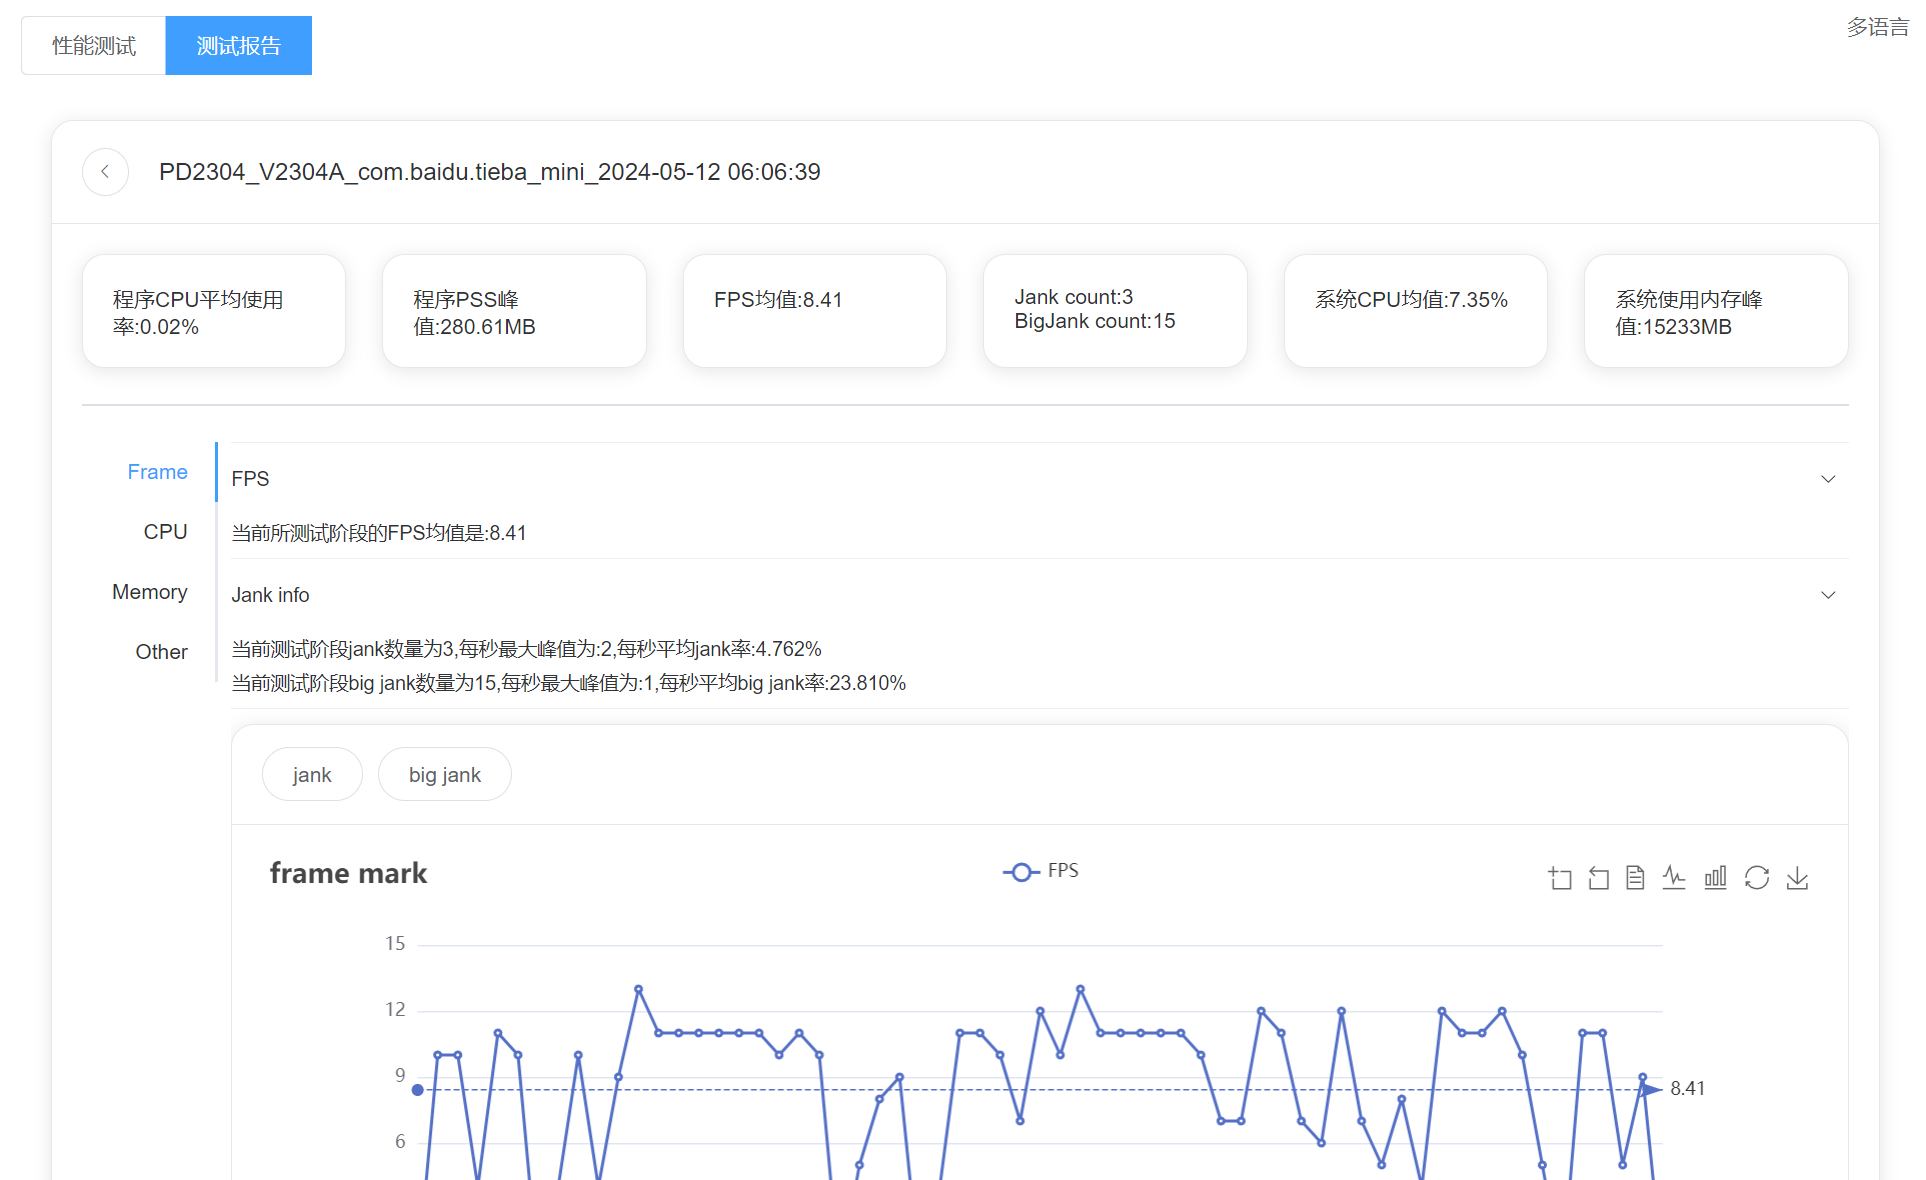 性能测试
测试报告
多语言
PD2304_V2304A_com.baidu.tieba_mini_2024-05-12 06:06:39
程序CPU平均使用
率:0.02%
程序PSS峰
值:280.61MB
FPS均值:8.41
Jank count:3
BigJank count:15
系统CPU均值:7.35%
系统使用内存峰
值:15233MB
Frame
CPU
Memory
Other
FPS
当前所测试阶段的FPS均值是:8.41
Jank info
当前测试阶段jank数量为3,每秒最大峰值为:2,每秒平均jank率:4.762%
当前测试阶段big jank数量为15,每秒最大峰值为:1,每秒平均big jank率:23.810%
jank
big jank
frame mark
FPS
15
12
9
8.41
6